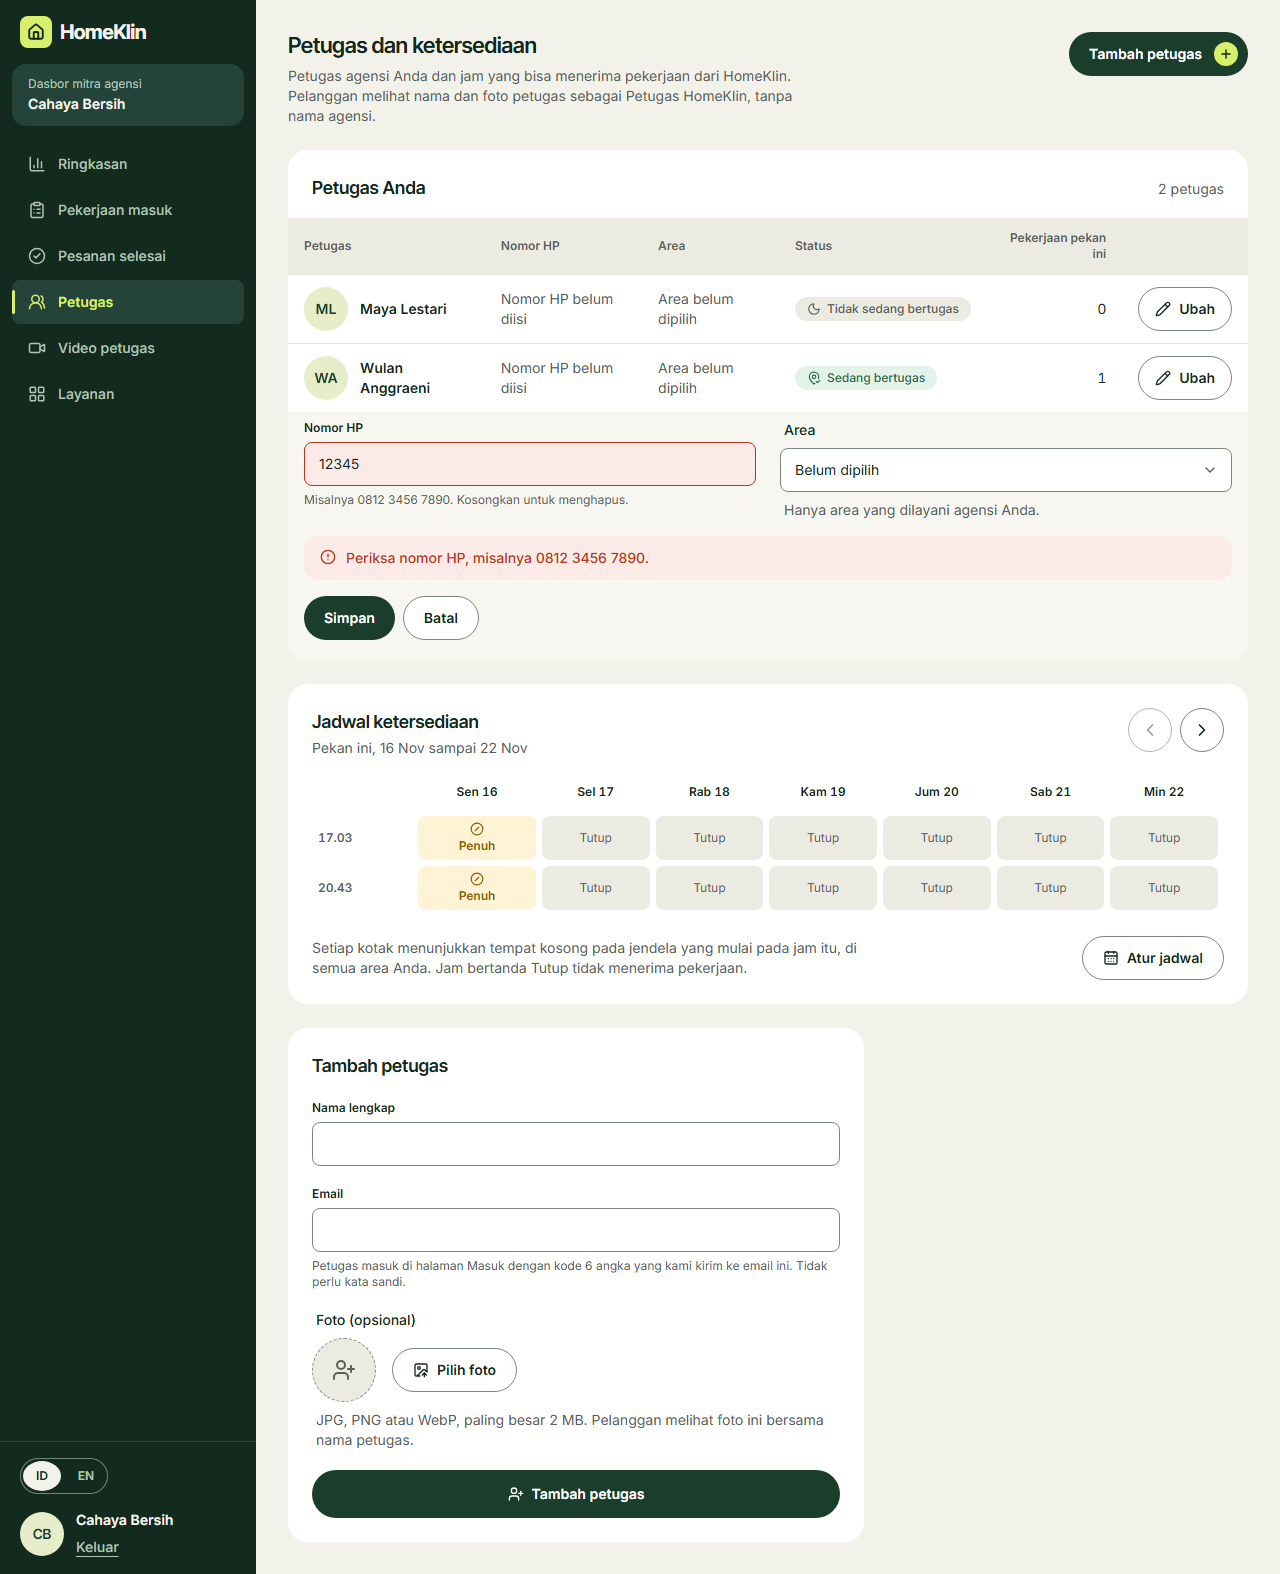 HomeKlin
Dasbor mitra agensi
Cahaya Bersih
Ringkasan
Pekerjaan masuk
Pesanan selesai
Petugas
Video petugas
Layanan
ID EN
CB
Cahaya Bersih
Keluar
Petugas dan ketersediaan
Petugas agensi Anda dan jam yang bisa menerima pekerjaan dari HomeKlin.
Pelanggan melihat nama dan foto petugas sebagai Petugas HomeKlin, tanpa
nama agensi.
Tambah petugas
Petugas Anda
2 petugas
Petugas Nomor HP Area Status Pekerjaan pekan
ini
ML Maya Lestari Nomor HP belum
diisi
Area belum
dipilih
Tidak sedang bertugas 0 Ubah
WA Wulan
Anggraeni
Nomor HP belum
diisi
Area belum
dipilih
Sedang bertugas 1 Ubah
Nomor HP
12345
Misalnya 0812 3456 7890. Kosongkan untuk menghapus.
Area
Belum dipilih
Hanya area yang dilayani agensi Anda.
Periksa nomor HP, misalnya 0812 3456 7890.
Simpan Batal
Jadwal ketersediaan
Pekan ini, 16 Nov sampai 22 Nov
Sen 16 Sel 17 Rab 18 Kam 19 Jum 20 Sab 21 Min 22
17.03 Penuh Tutup Tutup Tutup Tutup Tutup Tutup
20.43 Penuh Tutup Tutup Tutup Tutup Tutup Tutup
Setiap kotak menunjukkan tempat kosong pada jendela yang mulai pada jam itu, di
semua area Anda. Jam bertanda Tutup tidak menerima pekerjaan.
Atur jadwal
Tambah petugas
Nama lengkap
Email
Petugas masuk di halaman Masuk dengan kode 6 angka yang kami kirim ke email ini. Tidak
perlu kata sandi.
Foto (opsional)
Pilih foto
JPG, PNG atau WebP, paling besar 2 MB. Pelanggan melihat foto ini bersama
nama petugas.
Tambah petugas